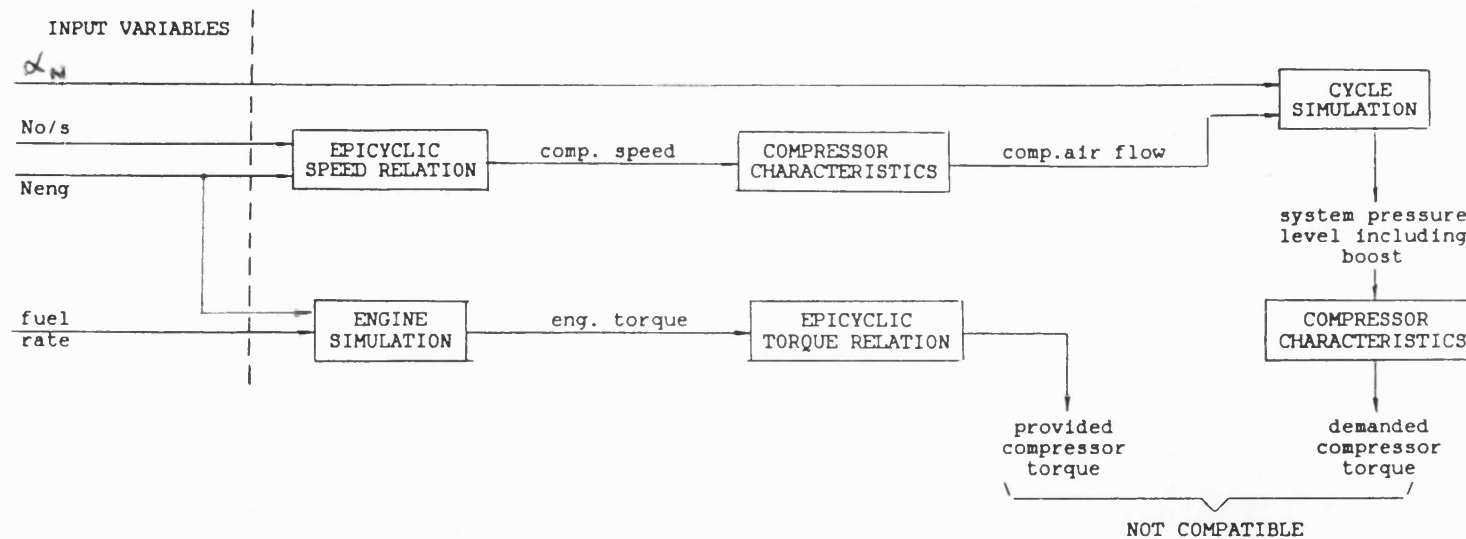 INPUT VARIABLES
αN
No/s
Neng
fuel
rate
EPICYCLIC
SPEED RELATION
comp. speed
COMPRESSOR
CHARACTERISTICS
comp.air flow
CYCLE
SIMULATION
system pressure
level including
boost
ENGINE
SIMULATION
eng. torque
EPICYCLIC
TORQUE RELATION
COMPRESSOR
CHARACTERISTICS
provided
compressor
torque
demanded
compressor
torque
NOT COMPATIBLE